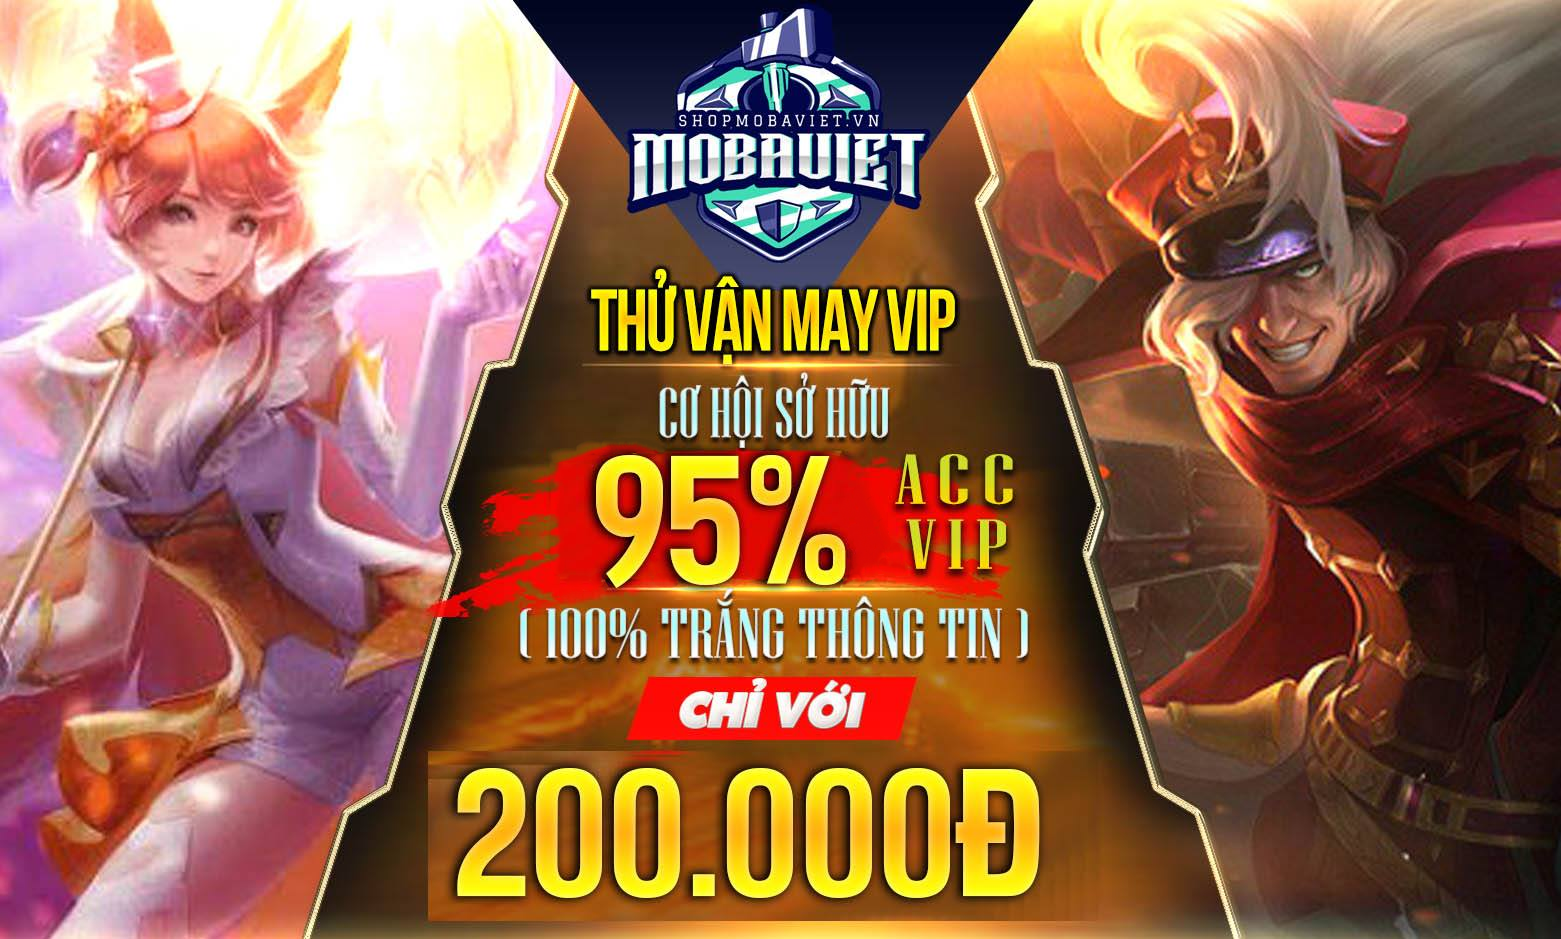 SHOPMOBAVIET.VN
MOBAVIET
THỬ VẬN MAY VIP
CƠ HỘI SỞ HỮU
95% ACC VIP
( 100% TRẮNG THÔNG TIN )
CHỈ VỚI
200.000Đ